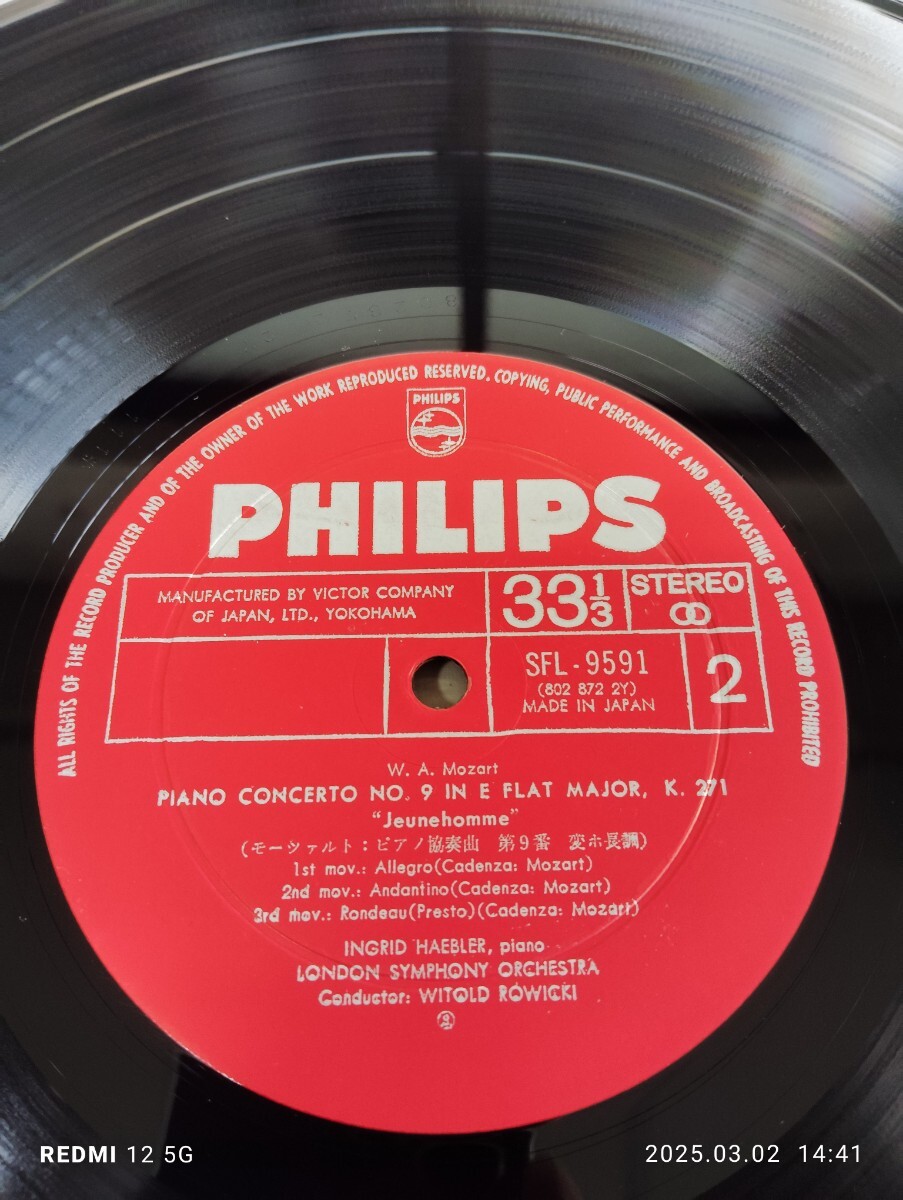 ALL RIGHTS OF THE RECORD PRODUCER AND OF THE OWNER OF THE WORK REPRODUCED RESERVED. COPYING, PUBLIC PERFORMANCE AND BROADCASTING OF THIS RECORD PROHIBITED
PHILIPS
PHILIPS
MANUFACTURED BY VICTOR COMPANY
OF JAPAN, LTD., YOKOHAMA
33 1/3
STEREO
SFL-9591
(802 872 2Y)
MADE IN JAPAN
2
W. A. Mozart
PIANO CONCERTO NO. 9 IN E FLAT MAJOR, K. 271
"Jeunehomme"
(モーツァルト:ピアノ協奏曲 第9番 変ホ長調)
1st mov.: Allegro(Cadenza: Mozart)
2nd mov.: Andantino(Cadenza: Mozart)
3rd mov.: Rondeau(Presto)(Cadenza: Mozart)
INGRID HAEBLER, piano
LONDON SYMPHONY ORCHESTRA
Conductor: WITOLD ROWICKI
REDMI 12 5G
2025.03.02 14:41